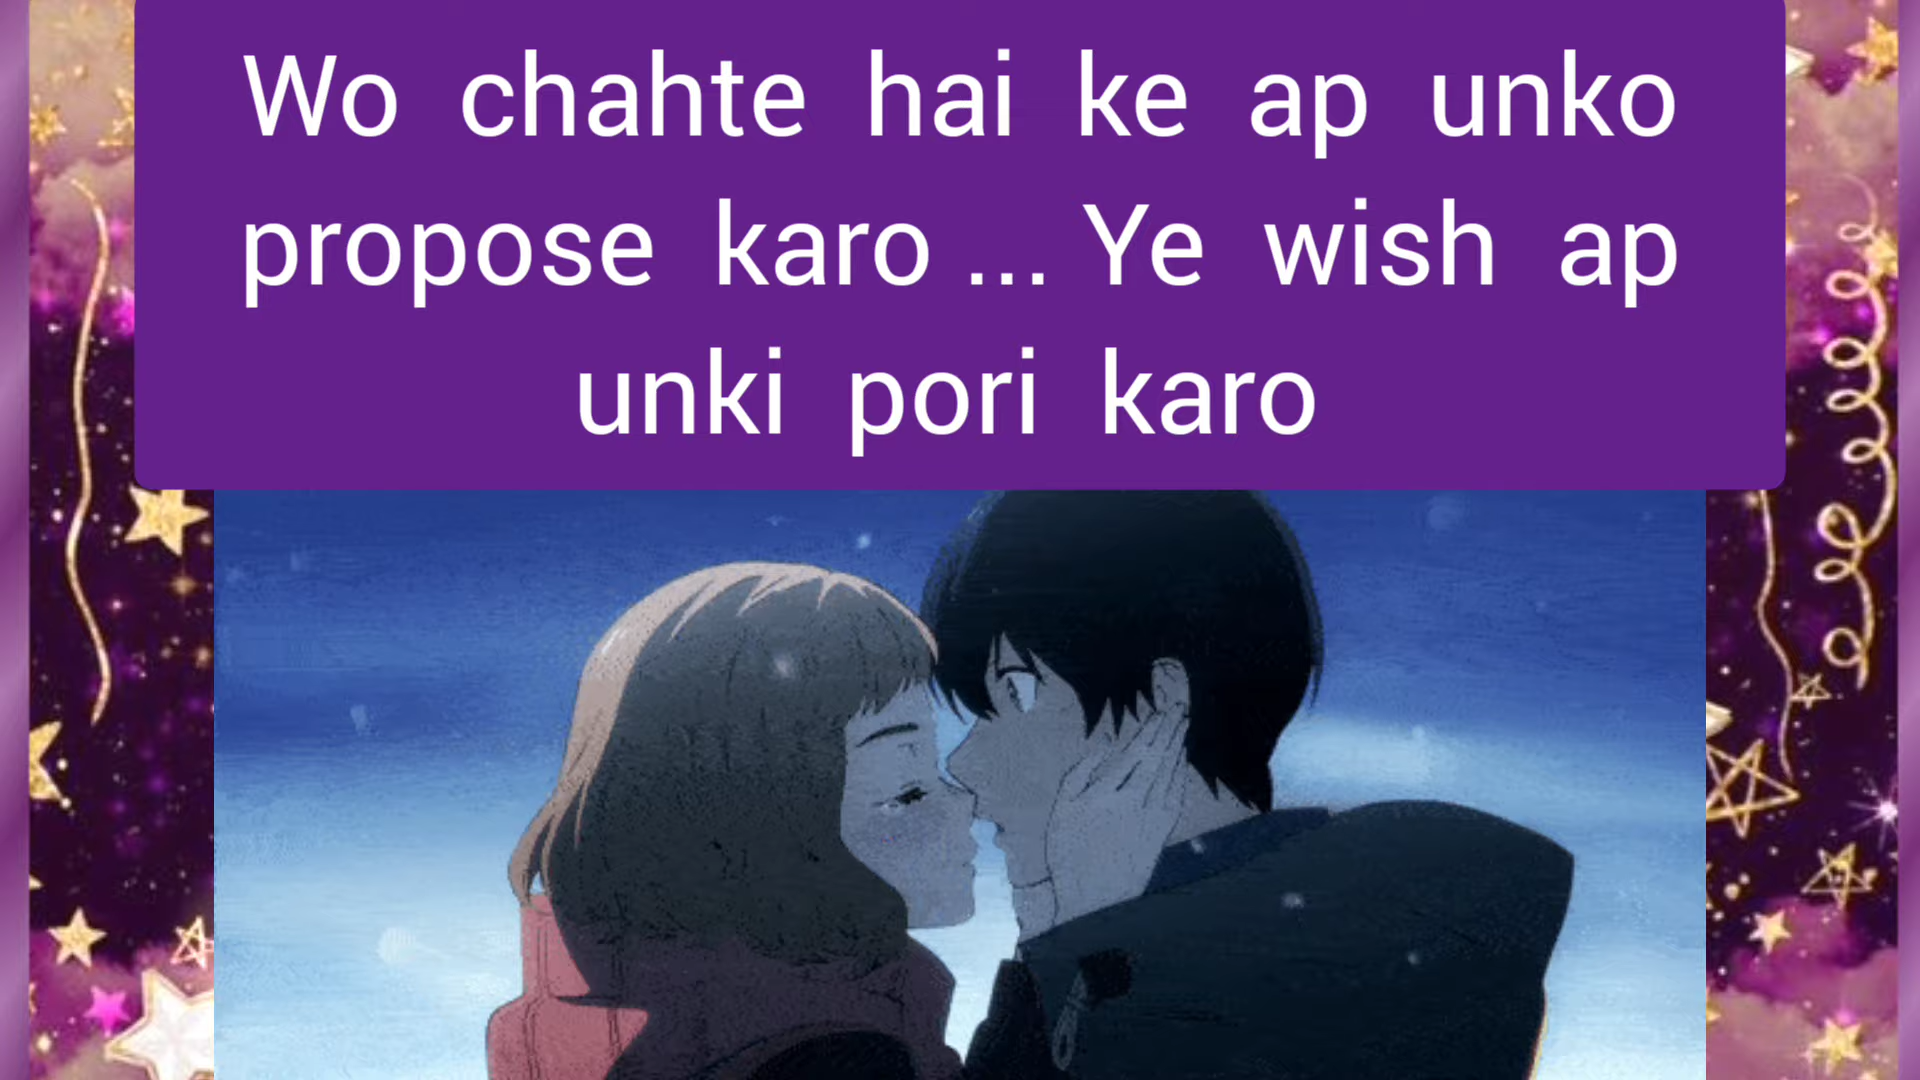 Wo chahte hai ke ap unko
propose karo ... Ye wish ap
unki pori karo